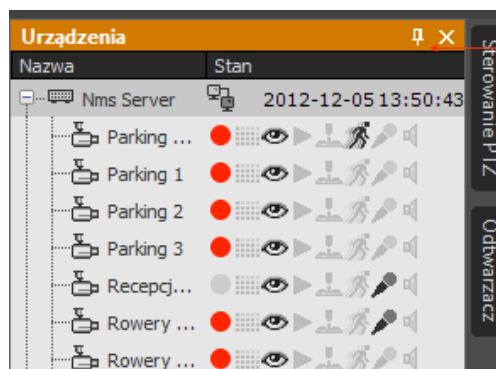 Urządzenia
Nazwa Stan
Nms Server 2012-12-05 13:50:43
Parking ...
Parking 1
Parking 2
Parking 3
Recepcj...
Rowery ...
Rowery ...
Sterowanie PTZ
Odtwarzacz